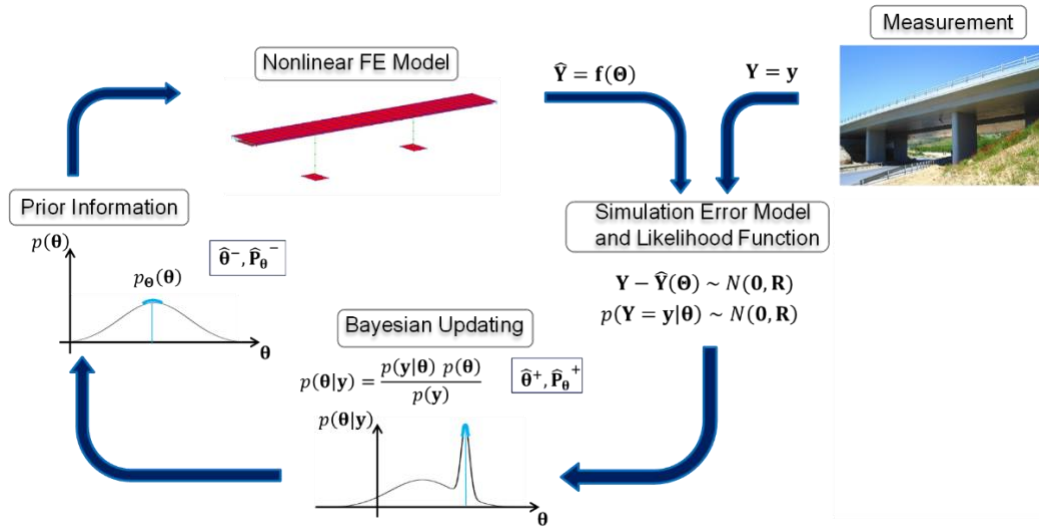 Measurement
Nonlinear FE Model
𝐘̂ = 𝐟(𝚯)
𝐘 = 𝐲
Prior Information
p(𝛉)
𝛉̂⁻, 𝐏̂_𝛉⁻
p_𝚯(𝛉)
𝛉
Simulation Error Model
and Likelihood Function
𝐘 − 𝐘̂(𝚯) ~ N(𝟎, 𝐑)
p(𝐘 = 𝐲|𝛉) ~ N(𝟎, 𝐑)
Bayesian Updating
p(𝛉|𝐲) = p(𝐲|𝛉) p(𝛉) / p(𝐲)
𝛉̂⁺, 𝐏̂_𝛉⁺
p(𝛉|𝐲)
𝛉